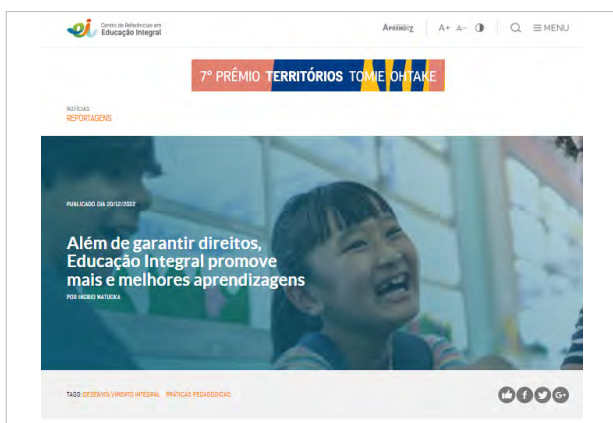 Centro de Referências em
Educação Integral
APRENDIZ
A+ A-
MENU
7º PRÊMIO TERRITÓRIOS TOMIE OHTAKE
NOTÍCIAS
REPORTAGENS
PUBLICADO DIA 20/12/2022
Além de garantir direitos,
Educação Integral promove
mais e melhores aprendizagens
POR INGRID MATUOKA
TAGS: DESENVOLVIMENTO INTEGRAL PRÁTICAS PEDAGÓGICAS
G+